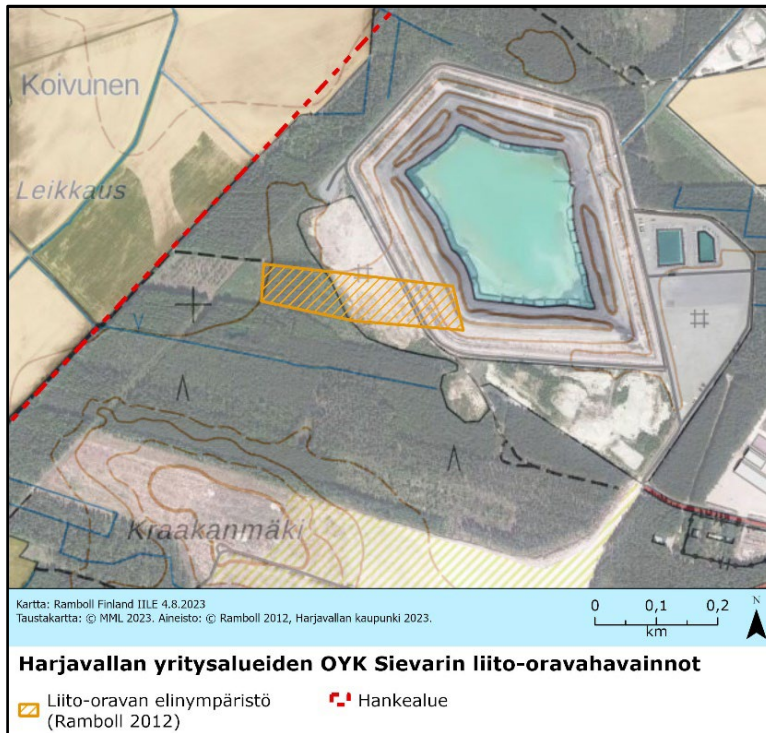 Koivunen
Leikkaus
Kraakanmäki
Kartta: Ramboll Finland IILE 4.8.2023
Taustakartta: © MML 2023. Aineisto: © Ramboll 2012, Harjavallan kaupunki 2023.
0 0,1 0,2
km
N
Harjavallan yritysalueiden OYK Sievarin liito-oravahavainnot
Liito-oravan elinympäristö
(Ramboll 2012)
Hankealue